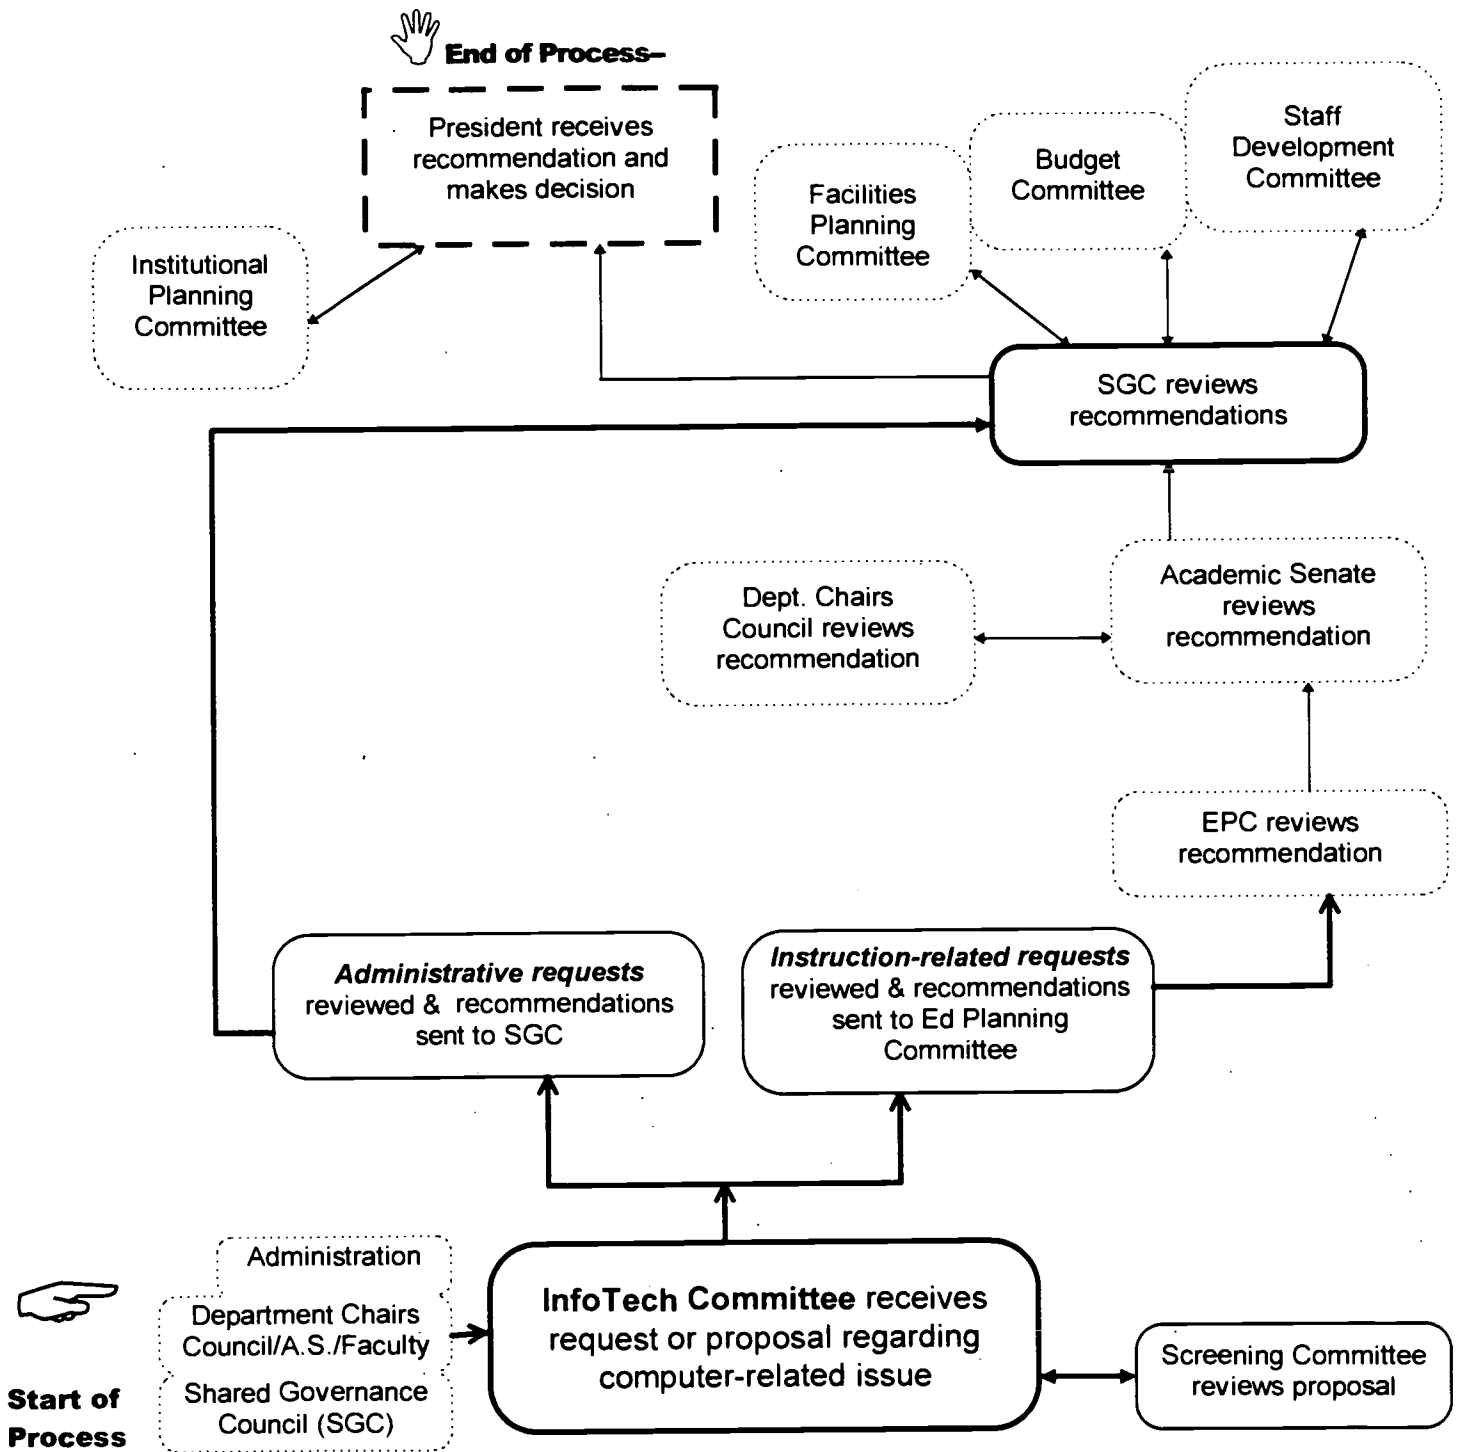 End of Process–
President receives
recommendation and
makes decision
Staff
Development
Committee
Budget
Committee
Facilities
Planning
Committee
Institutional
Planning
Committee
SGC reviews
recommendations
Academic Senate
reviews
recommendation
Dept. Chairs
Council reviews
recommendation
EPC reviews
recommendation
Administrative requests
reviewed & recommendations
sent to SGC
Instruction-related requests
reviewed & recommendations
sent to Ed Planning
Committee
Administration
Department Chairs
Council/A.S./Faculty
Shared Governance
Council (SGC)
Start of
Process
InfoTech Committee receives
request or proposal regarding
computer-related issue
Screening Committee
reviews proposal